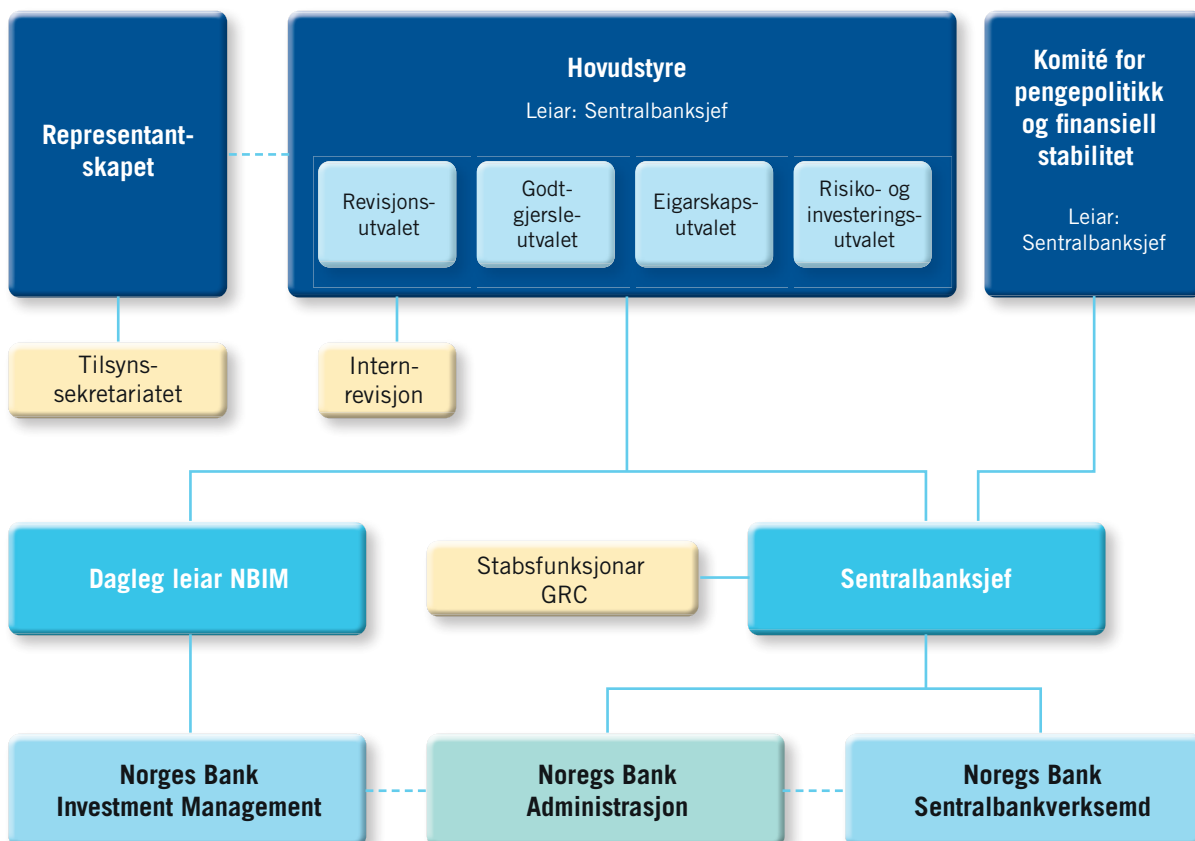 Representant-
skapet
Hovudstyre
Leiar: Sentralbanksjef
Revisjons-
utvalet
Godt-
gjersle-
utvalet
Eigarskaps-
utvalet
Risiko- og
investerings-
utvalet
Komité for
pengepolitikk
og finansiell
stabilitet
Leiar:
Sentralbanksjef
Tilsyns-
sekretariatet
Intern-
revisjon
Dagleg leiar NBIM
Stabsfunksjonar
GRC
Sentralbanksjef
Norges Bank
Investment Management
Noregs Bank
Administrasjon
Noregs Bank
Sentralbankverksemd